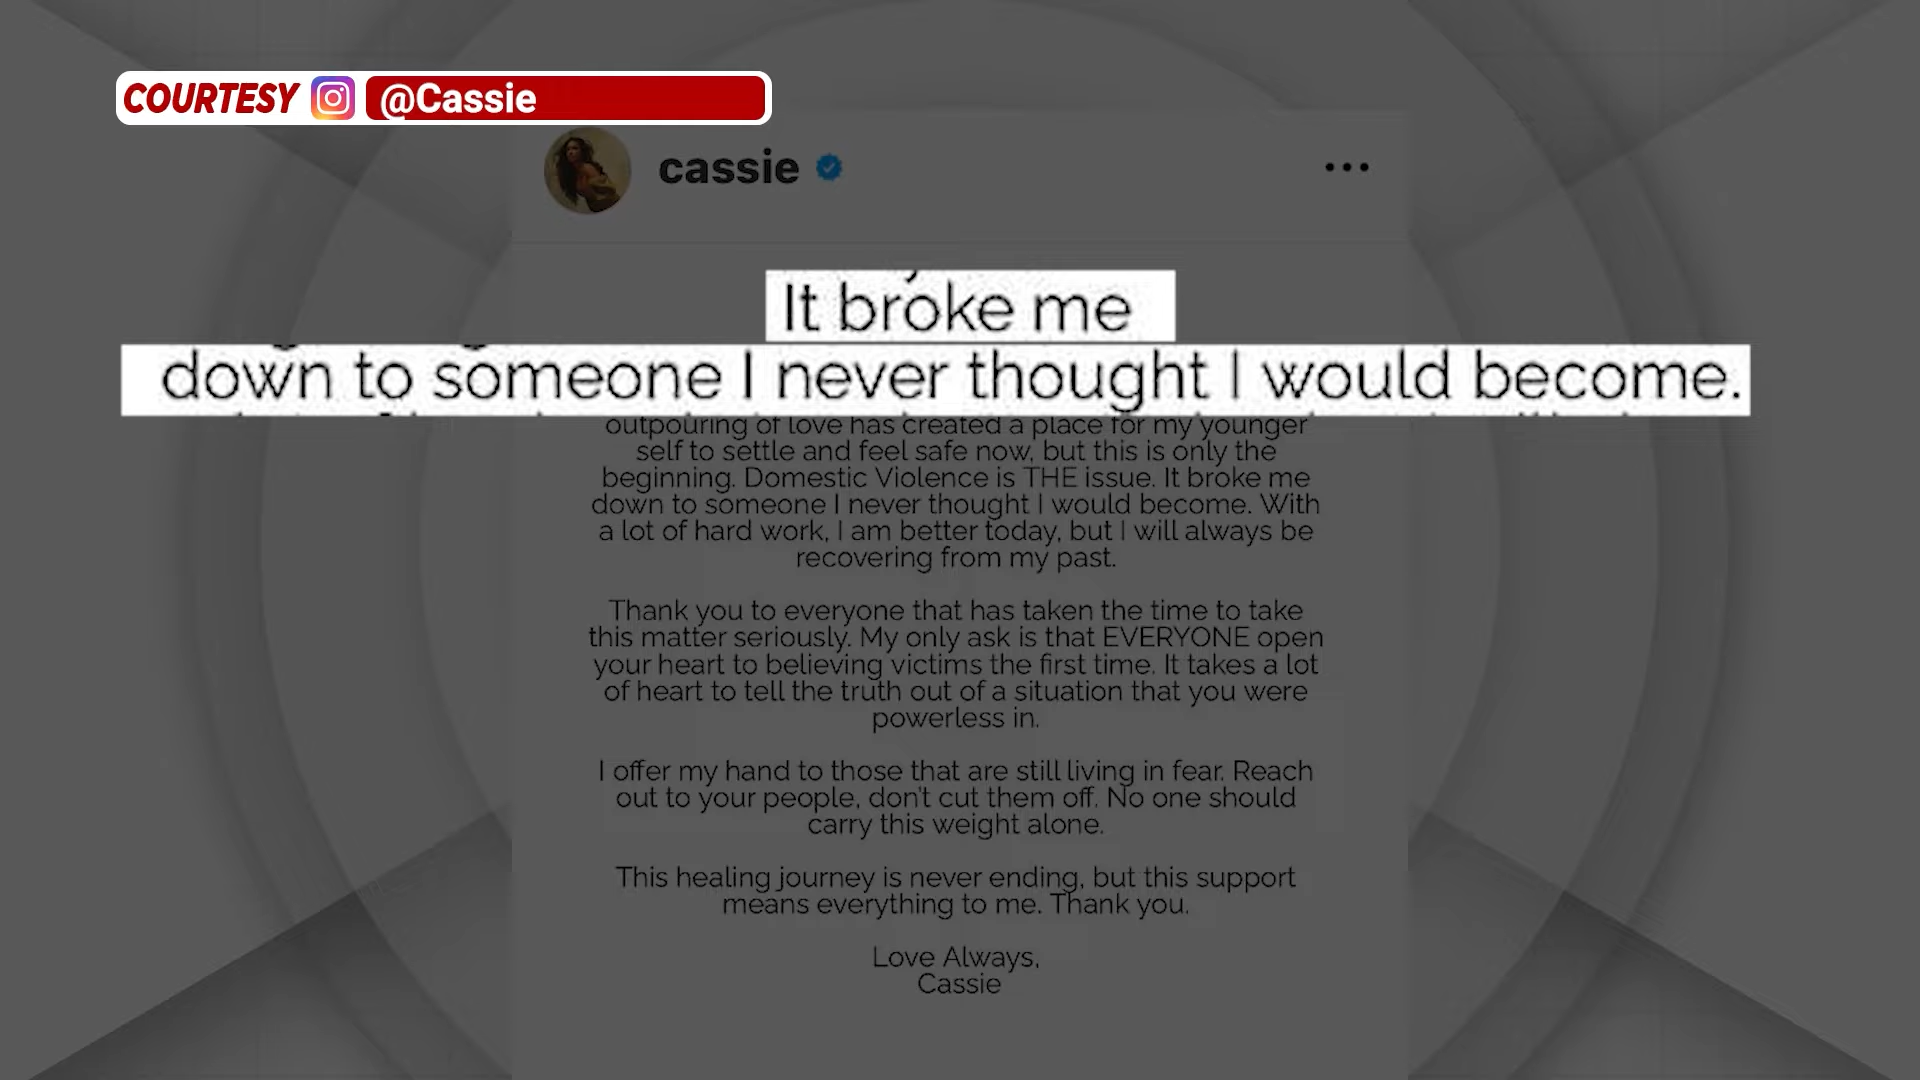 COURTESY @Cassie
cassie
It broke me
down to someone I never thought I would become.
outpouring of love has created a place for my younger
self to settle and feel safe now, but this is only the
beginning. Domestic Violence is THE issue. It broke me
down to someone I never thought I would become. With
a lot of hard work, I am better today, but I will always be
recovering from my past.
Thank you to everyone that has taken the time to take
this matter seriously. My only ask is that EVERYONE open
your heart to believing victims the first time. It takes a lot
of heart to tell the truth out of a situation that you were
powerless in.
I offer my hand to those that are still living in fear. Reach
out to your people, don't cut them off. No one should
carry this weight alone.
This healing journey is never ending, but this support
means everything to me. Thank you.
Love Always,
Cassie